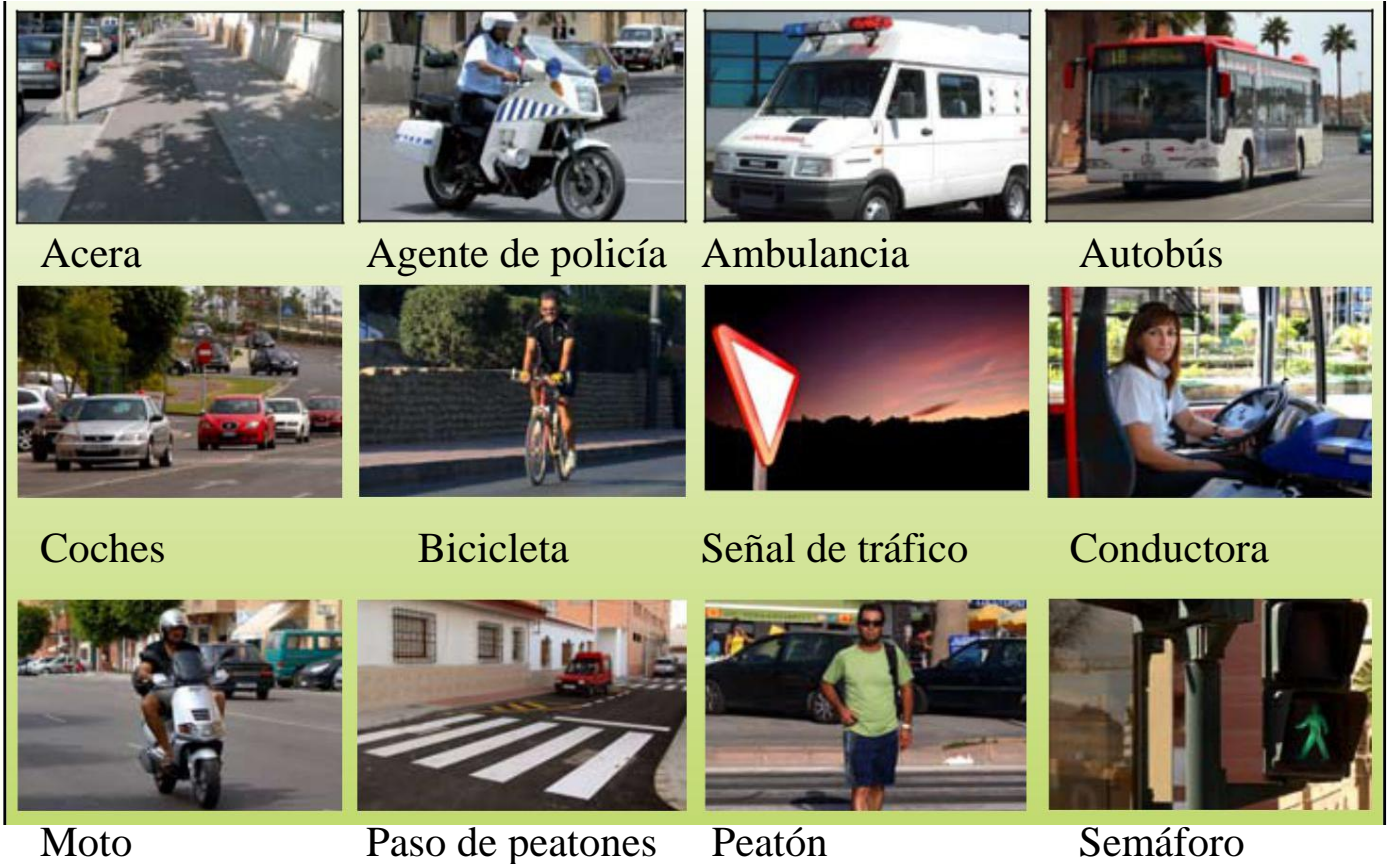 Acera Agente de policía Ambulancia Autobús
Coches Bicicleta Señal de tráfico Conductora
Moto Paso de peatones Peatón Semáforo